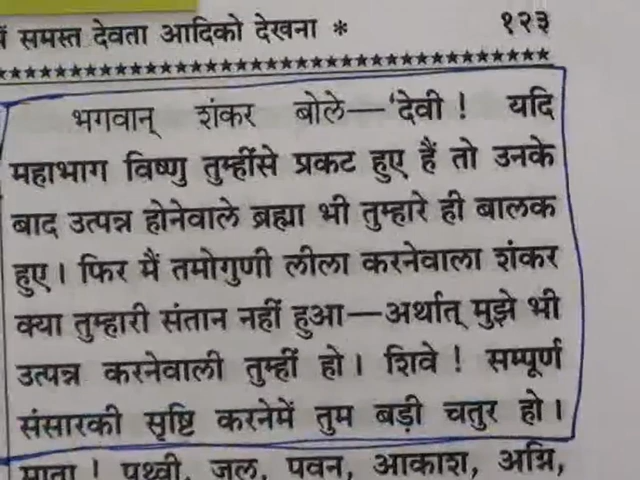 में समस्त देवता आदिको देखना * १२३
भगवान् शंकर बोले—'देवी ! यदि
महाभाग विष्णु तुम्हींसे प्रकट हुए हैं तो उनके
बाद उत्पन्न होनेवाले ब्रह्मा भी तुम्हारे ही बालक
हुए। फिर मैं तमोगुणी लीला करनेवाला शंकर
क्या तुम्हारी संतान नहीं हुआ—अर्थात् मुझे भी
उत्पन्न करनेवाली तुम्हीं हो। शिवे ! सम्पूर्ण
संसारकी सृष्टि करनेमें तुम बड़ी चतुर हो।
माता ! पृथ्वी, जल, पवन, आकाश, अग्नि,